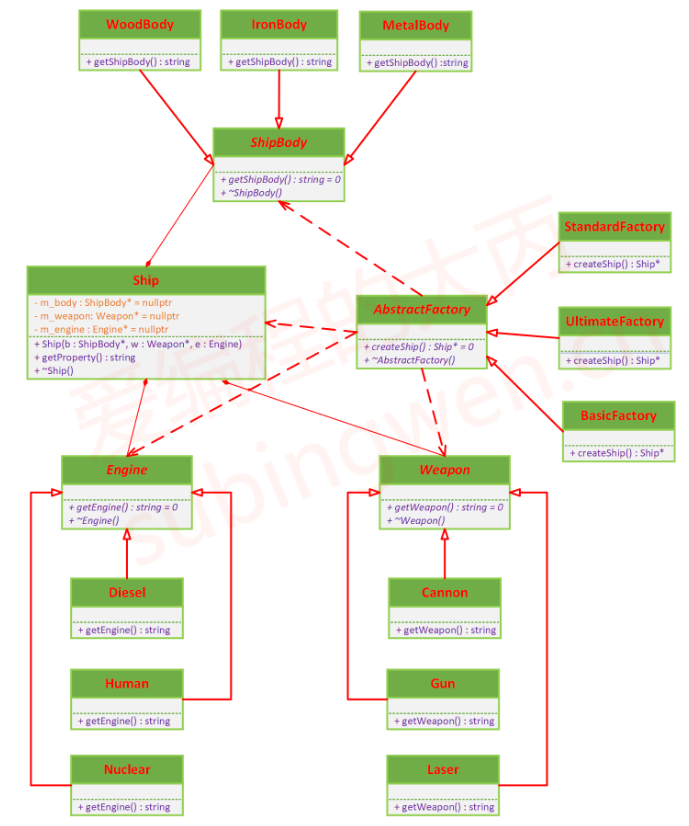 WoodBody
+ getShipBody() : string
IronBody
+ getShipBody() : string
MetalBody
+ getShipBody() :string
ShipBody
+ getShipBody() : string = 0
+ ~ShipBody()
StandardFactory
+ createShip() : Ship*
Ship
- m_body : ShipBody* = nullptr
- m_weapon: Weapon* = nullptr
- m_engine : Engine* = nullptr
+ Ship(b : ShipBody*, w : Weapon*, e : Engine)
+ getProperty() : string
+ ~Ship()
AbstractFactory
+ createShip() : Ship* = 0
+ ~AbstractFactory()
UltimateFactory
+ createShip() : Ship*
BasicFactory
+ createShip() : Ship*
Engine
+ getEngine() : string = 0
+ ~Engine()
Weapon
+ getWeapon() : string = 0
+ ~Weapon()
Diesel
+ getEngine() : string
Cannon
+ getWeapon() : string
Human
+ getEngine() : string
Gun
+ getWeapon() : string
Nuclear
+ getEngine() : string
Laser
+ getWeapon() : string
爱编程的大丙
subingwen.cn